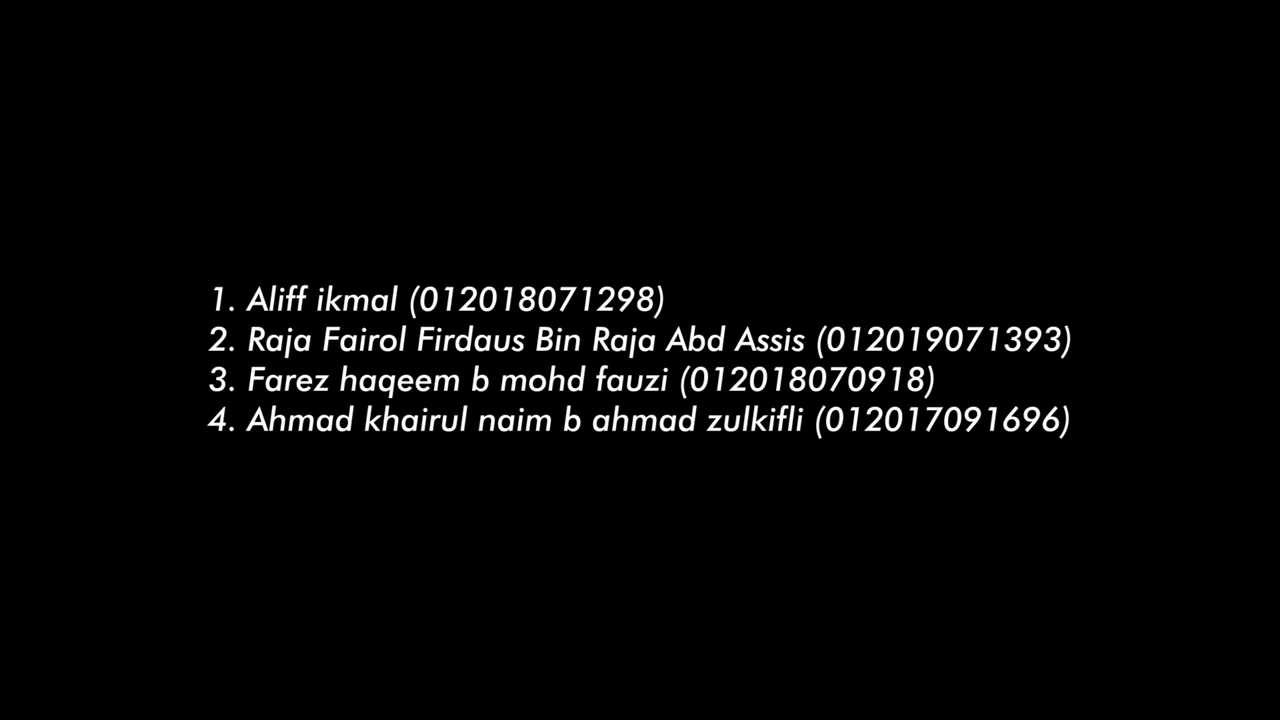 1. Aliff ikmal (012018071298)
2. Raja Fairol Firdaus Bin Raja Abd Assis (012019071393)
3. Farez haqeem b mohd fauzi (012018070918)
4. Ahmad khairul naim b ahmad zulkifli (012017091696)